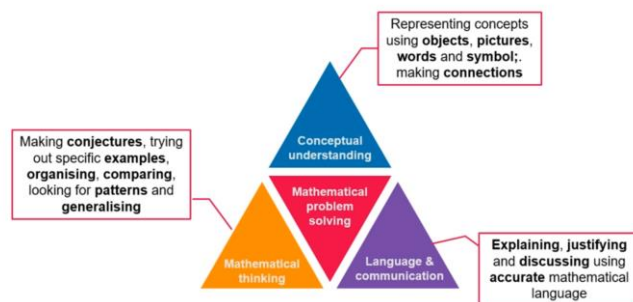 Representing concepts
using objects, pictures,
words and symbol;.
making connections
Conceptual
understanding
Making conjectures, trying
out specific examples,
organising, comparing,
looking for patterns and
generalising
Mathematical
problem
solving
Mathematical
thinking
Language &
communication
Explaining, justifying
and discussing using
accurate mathematical
language